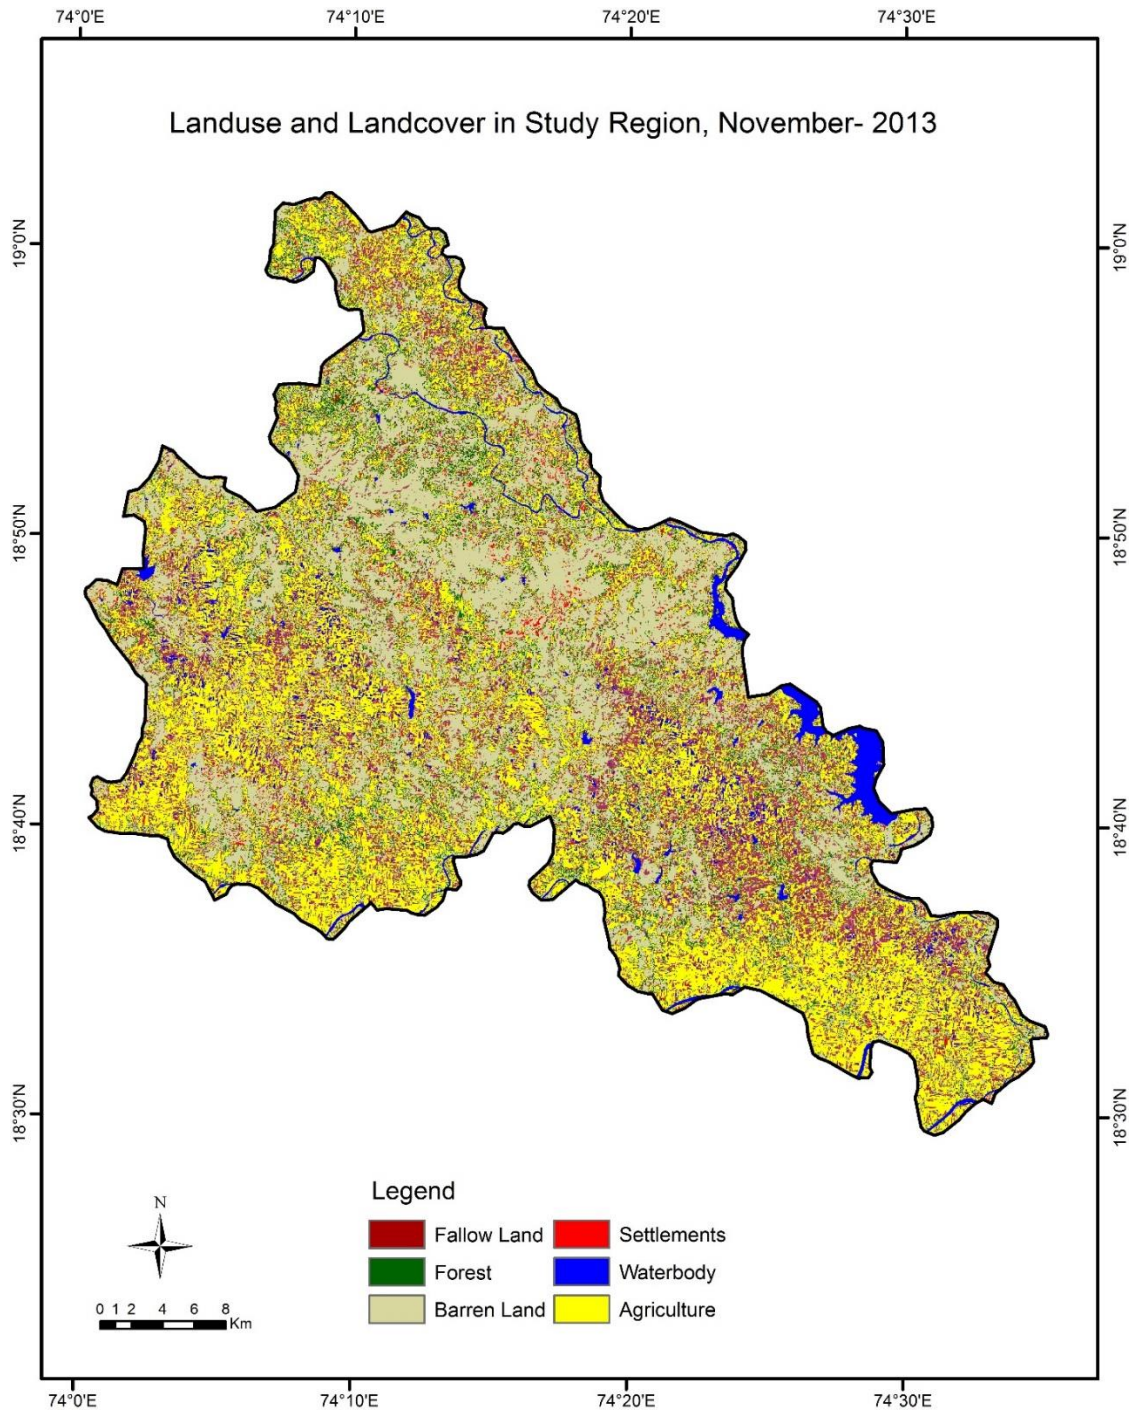 74°0'E 74°10'E 74°20'E 74°30'E
Landuse and Landcover in Study Region, November- 2013
19°0'N 19°0'N
18°50'N 18°50'N
18°40'N 18°40'N
18°30'N 18°30'N
Legend
N
Fallow Land Settlements
Forest Waterbody
Barren Land Agriculture
0 1 2 4 6 8
Km
74°0'E 74°10'E 74°20'E 74°30'E